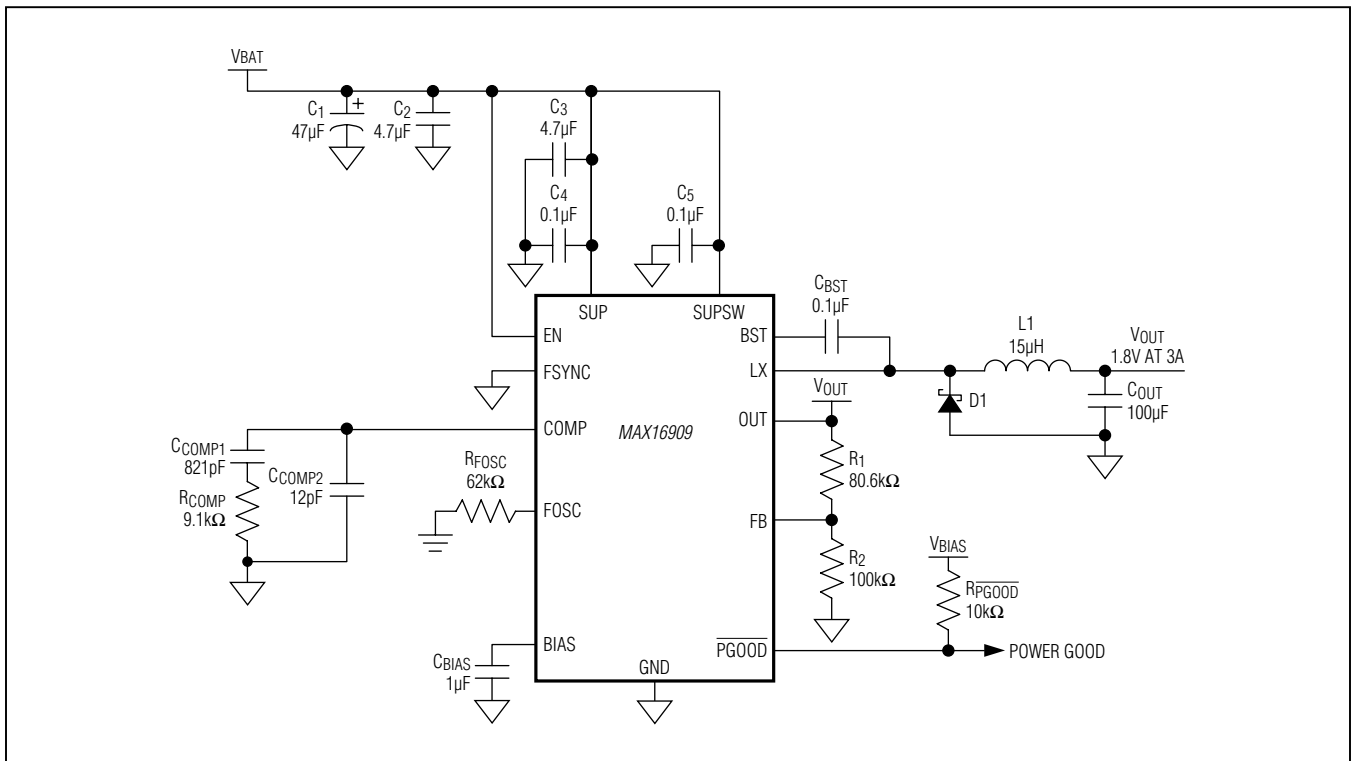 VBAT
C1
47µF
C2
4.7µF
C3
4.7µF
C4
0.1µF
C5
0.1µF
SUP
SUPSW
EN
BST
CBST
0.1µF
L1
15µH
VOUT
1.8V AT 3A
FSYNC
LX
VOUT
D1
COUT
100µF
COMP
MAX16909
OUT
CCOMP1
821pF
CCOMP2
12pF
RCOMP
9.1kΩ
RFOSC
62kΩ
FOSC
R1
80.6kΩ
FB
R2
100kΩ
VBIAS
RPGOOD
10kΩ
BIAS
CBIAS
1µF
GND
PGOOD
POWER GOOD